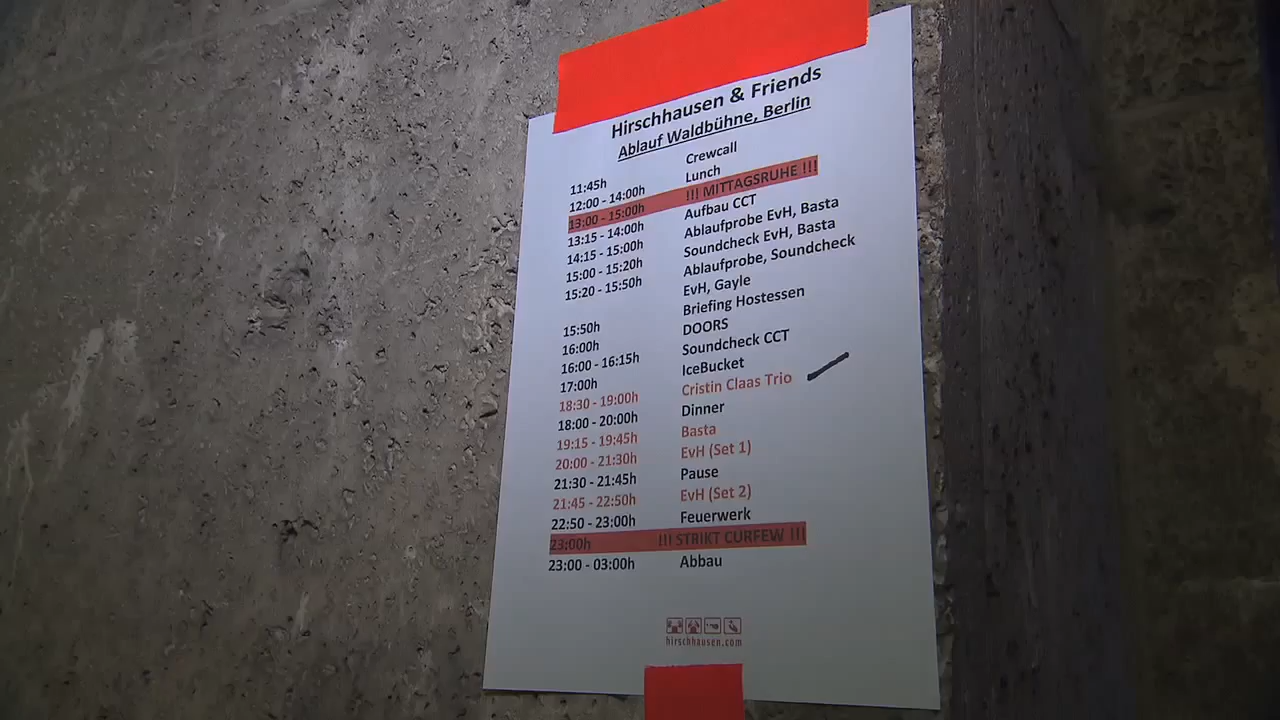 Hirschhausen & Friends
Ablauf Waldbühne, Berlin
11:45h Crewcall
12:00 - 14:00h Lunch
13:00 - 15:00h !!! MITTAGSRUHE !!!
13:15 - 14:00h Aufbau CCT
14:15 - 15:00h Ablaufprobe EvH, Basta
15:00 - 15:20h Soundcheck EvH, Basta
15:20 - 15:50h Ablaufprobe, Soundcheck
EvH, Gayle
15:50h Briefing Hostessen
16:00h DOORS
16:00 - 16:15h Soundcheck CCT
17:00h IceBucket
18:30 - 19:00h Cristin Claas Trio
18:00 - 20:00h Dinner
19:15 - 19:45h Basta
20:00 - 21:30h EvH (Set 1)
21:30 - 21:45h Pause
21:45 - 22:50h EvH (Set 2)
22:50 - 23:00h Feuerwerk
23:00h !!! STRIKT CURFEW !!!
23:00 - 03:00h Abbau
hirschhausen.com